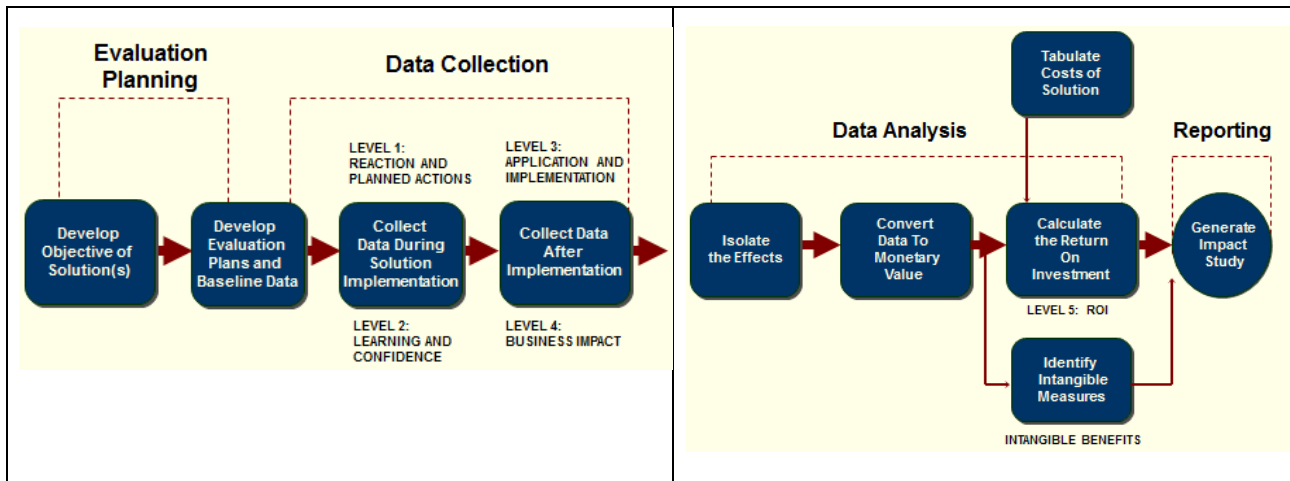 Evaluation
Planning
Data Collection
LEVEL 1:
REACTION AND
PLANNED ACTIONS
LEVEL 3:
APPLICATION AND
IMPLEMENTATION
Develop
Objective of
Solution(s)
Develop
Evaluation
Plans and
Baseline Data
Collect
Data During
Solution
Implementation
Collect Data
After
Implementation
LEVEL 2:
LEARNING AND
CONFIDENCE
LEVEL 4:
BUSINESS IMPACT
Tabulate
Costs of
Solution
Data Analysis
Reporting
Isolate
the Effects
Convert
Data To
Monetary
Value
Calculate
the Return
On
Investment
Generate
Impact
Study
LEVEL 5: ROI
Identify
Intangible
Measures
INTANGIBLE BENEFITS